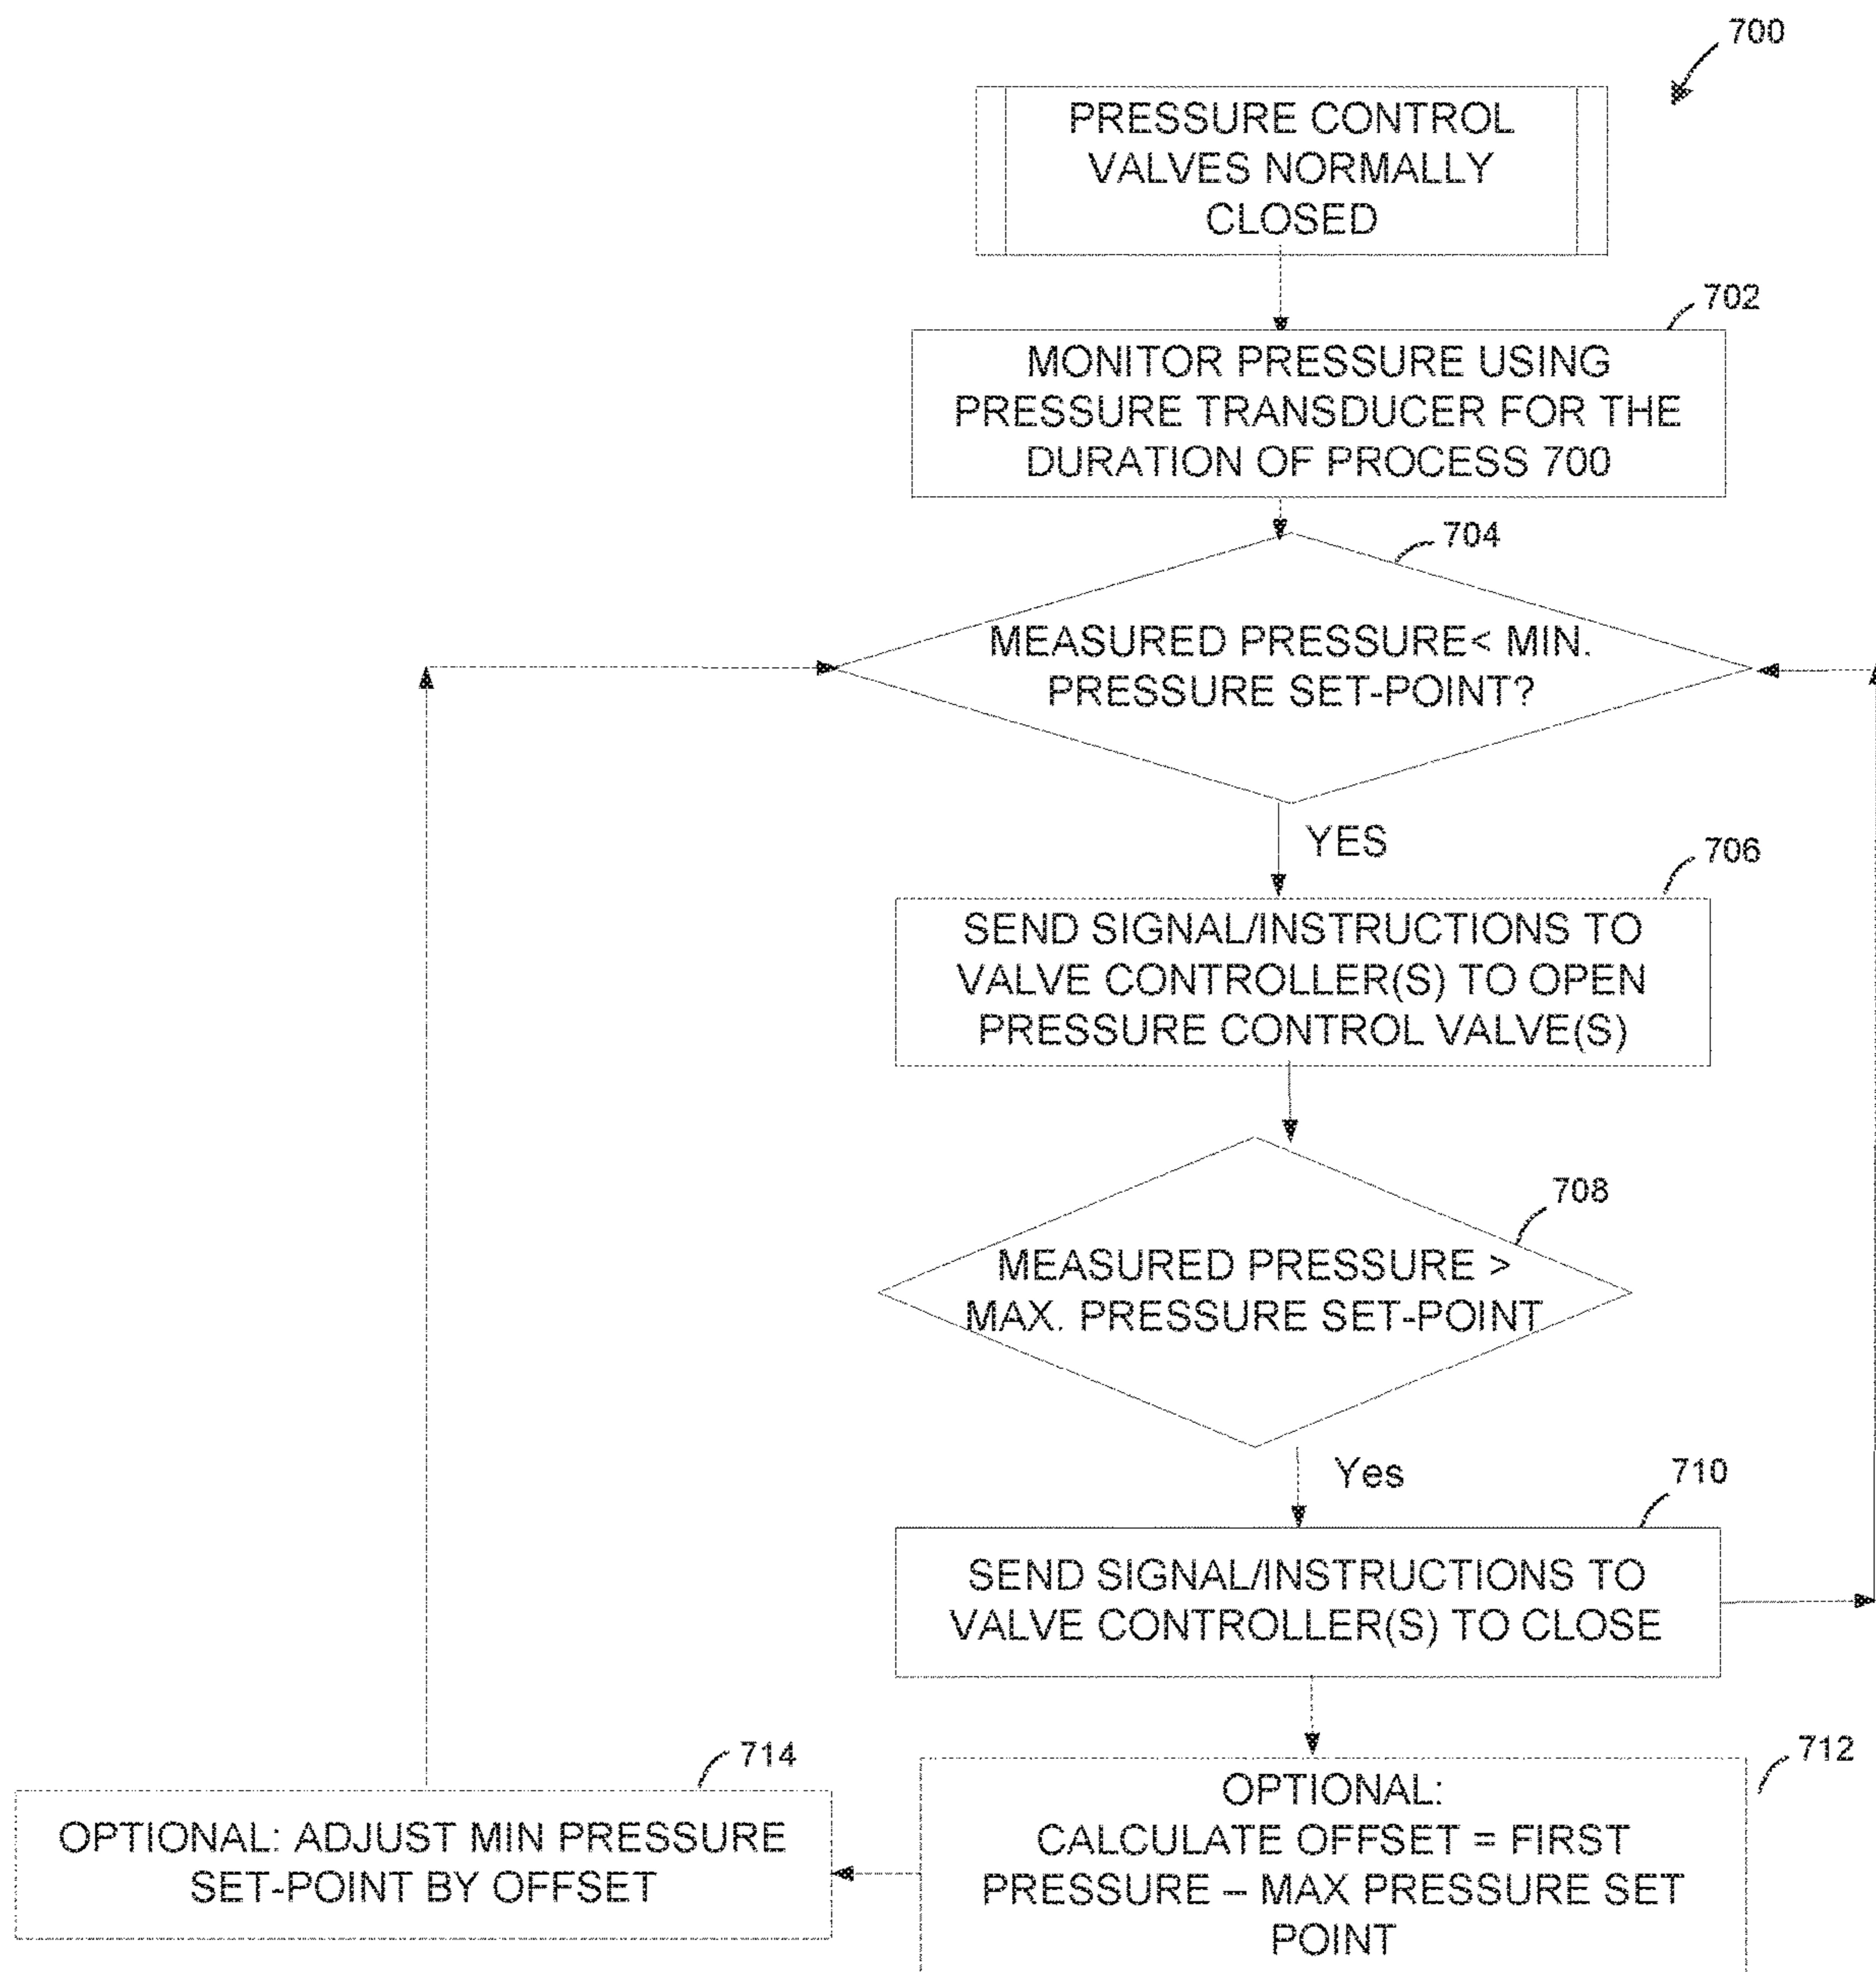 700
PRESSURE CONTROL
VALVES NORMALLY
CLOSED
702
MONITOR PRESSURE USING
PRESSURE TRANSDUCER FOR THE
DURATION OF PROCESS 700
704
MEASURED PRESSURE< MIN.
PRESSURE SET-POINT?
YES
706
SEND SIGNAL/INSTRUCTIONS TO
VALVE CONTROLLER(S) TO OPEN
PRESSURE CONTROL VALVE(S)
708
MEASURED PRESSURE >
MAX. PRESSURE SET-POINT
Yes
710
SEND SIGNAL/INSTRUCTIONS TO
VALVE CONTROLLER(S) TO CLOSE
712
OPTIONAL:
CALCULATE OFFSET = FIRST
PRESSURE – MAX PRESSURE SET
POINT
714
OPTIONAL: ADJUST MIN PRESSURE
SET-POINT BY OFFSET